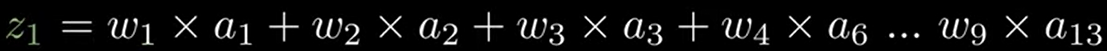 z₁ = w₁ × a₁ + w₂ × a₂ + w₃ × a₃ + w₄ × a₆ ... w₉ × a₁₃